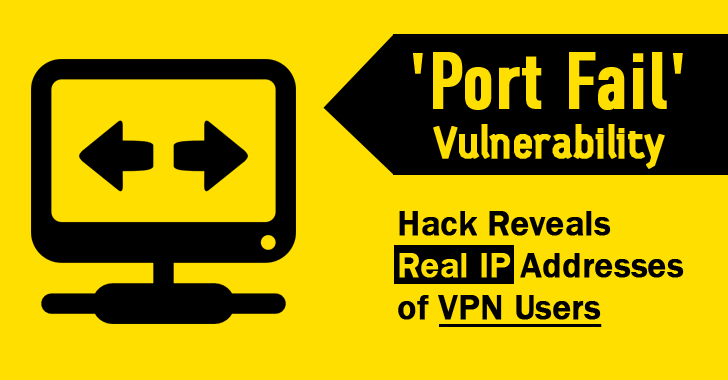 'Port Fail'
Vulnerability
Hack Reveals
Real IP Addresses
of VPN Users